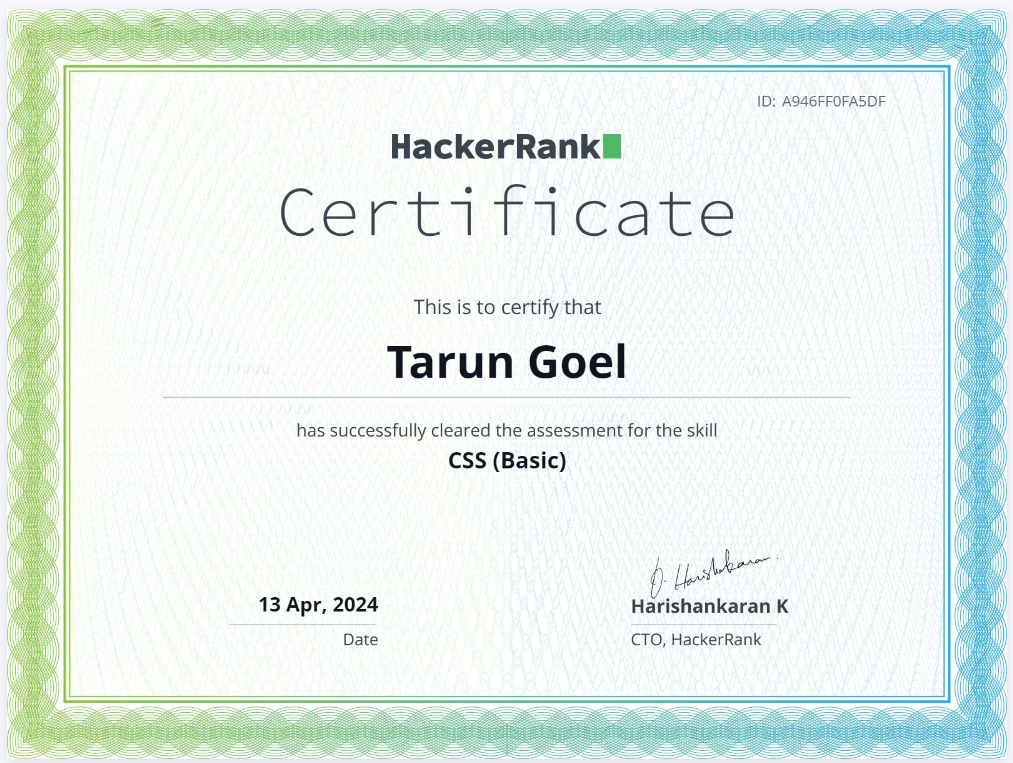 ID: A946FF0FA5DF
HackerRank
Certificate
This is to certify that
Tarun Goel
has successfully cleared the assessment for the skill
CSS (Basic)
13 Apr, 2024
Date
Harishankaran K
CTO, HackerRank